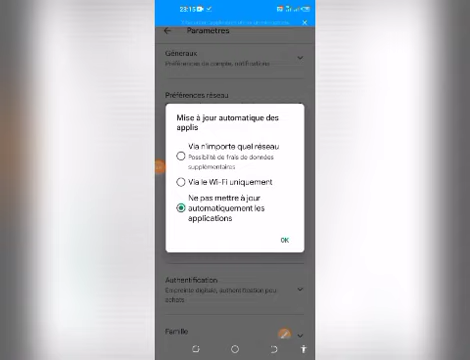 23:15
Paramètres
Généraux
Préférences de compte, notifications
Préférences réseau
Mise à jour automatique des
applis
Via n'importe quel réseau
Possibilité de frais de données
supplémentaires
Via le Wi-Fi uniquement
Ne pas mettre à jour
automatiquement les
applications
OK
Authentification
Empreinte digitale, authentification pour
achats
Famille